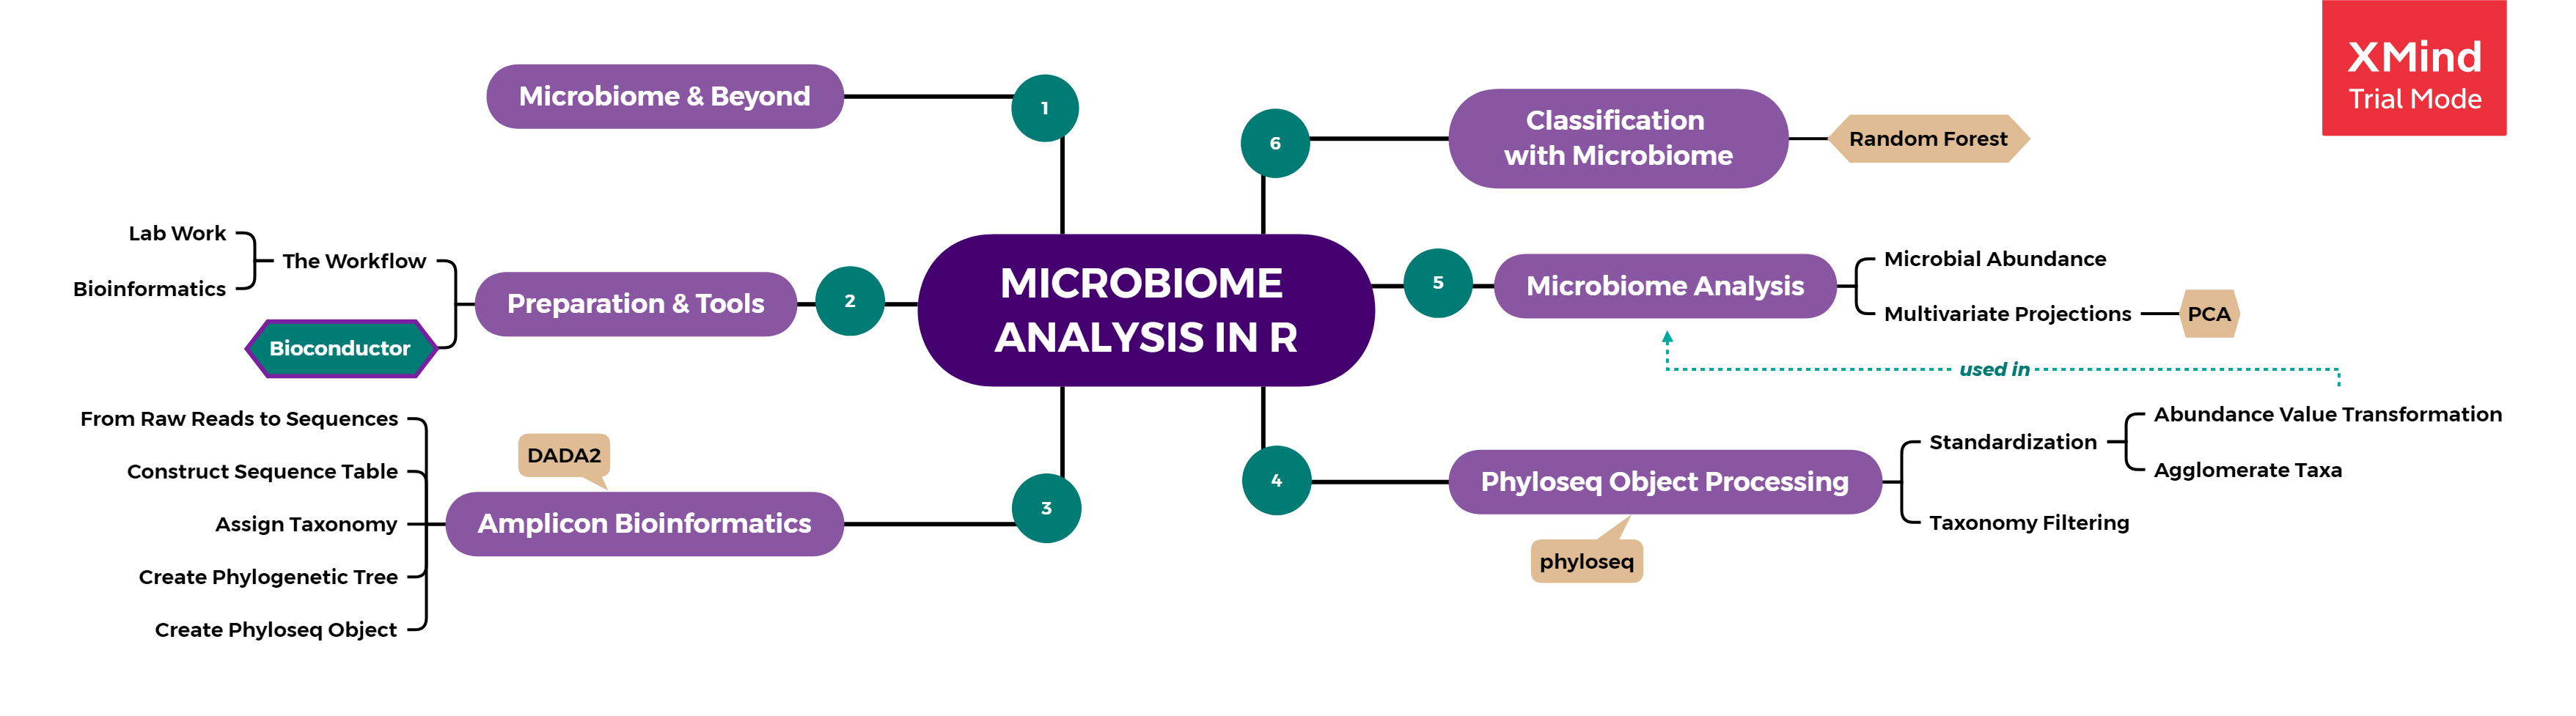 XMind
Trial Mode
MICROBIOME
ANALYSIS IN R
1
Microbiome & Beyond
2
Preparation & Tools
The Workflow
Lab Work
Bioinformatics
Bioconductor
3
DADA2
Amplicon Bioinformatics
From Raw Reads to Sequences
Construct Sequence Table
Assign Taxonomy
Create Phylogenetic Tree
Create Phyloseq Object
4
Phyloseq Object Processing
phyloseq
Standardization
Abundance Value Transformation
Agglomerate Taxa
Taxonomy Filtering
used in
5
Microbiome Analysis
Microbial Abundance
Multivariate Projections
PCA
6
Classification
with Microbiome
Random Forest